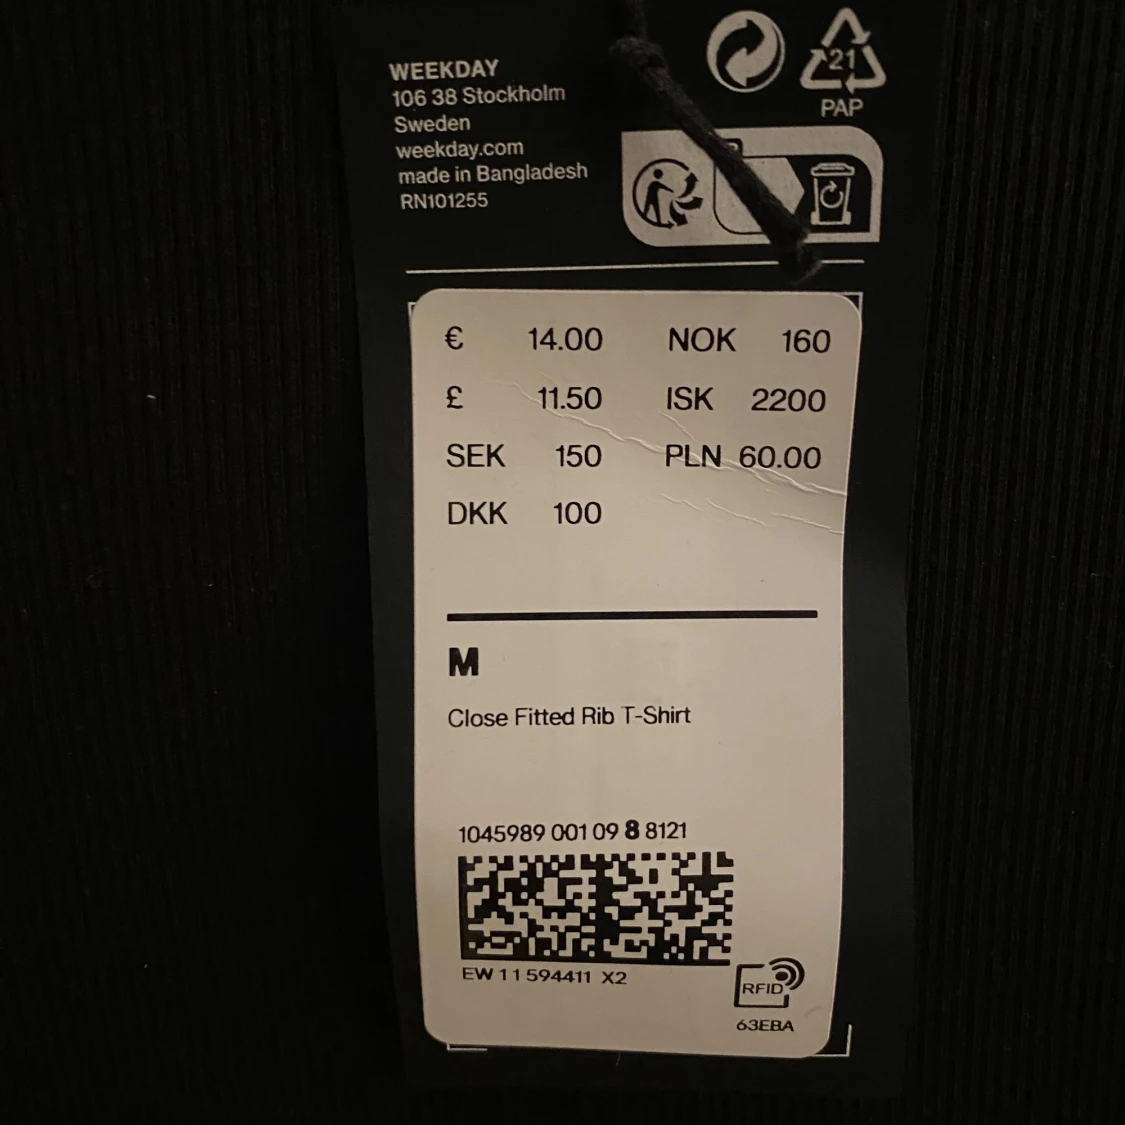 WEEKDAY
106 38 Stockholm
Sweden
weekday.com
made in Bangladesh
RN101255
21
PAP
€ 14.00 NOK 160
£ 11.50 ISK 2200
SEK 150 PLN 60.00
DKK 100
M
Close Fitted Rib T-Shirt
1045989 001 09 8 8121
EW 11 594411 X2
RFID
63EBA